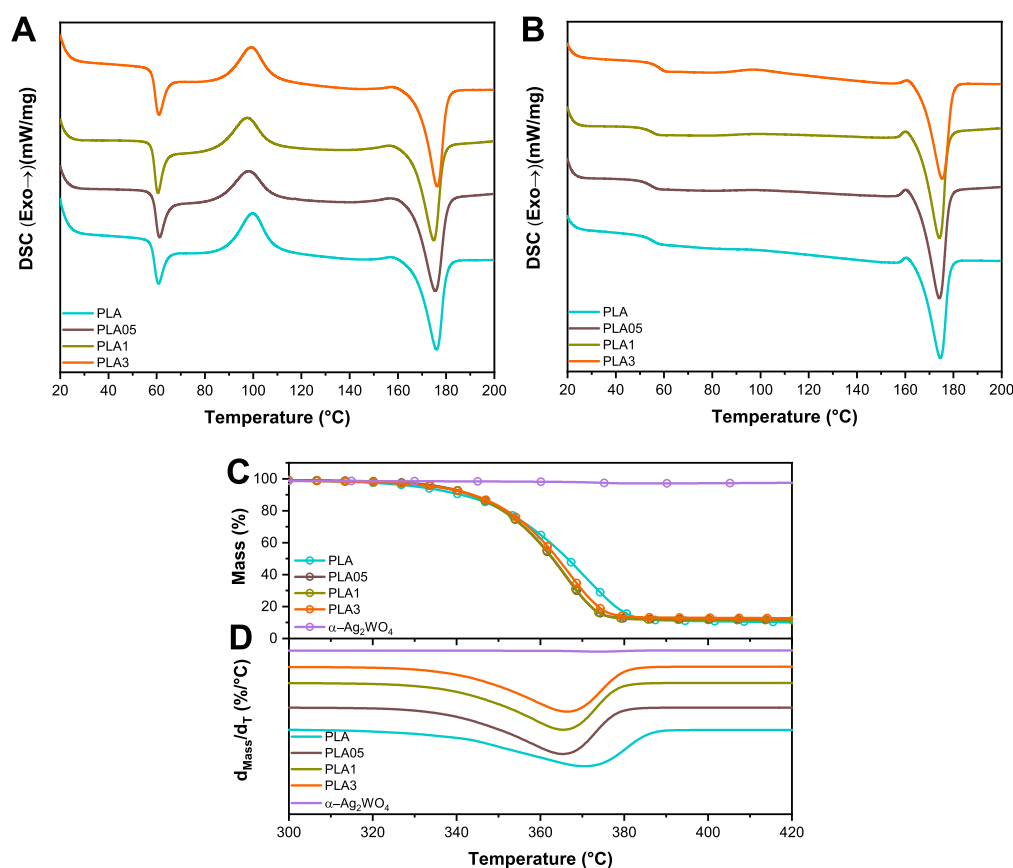 A
DSC (Exo→)(mW/mg)
PLA
PLA05
PLA1
PLA3
20 40 60 80 100 120 140 160 180 200
Temperature (°C)
B
DSC (Exo→)(mW/mg)
PLA
PLA05
PLA1
PLA3
20 40 60 80 100 120 140 160 180 200
Temperature (°C)
C
Mass (%)
100
80
60
40
20
0
PLA
PLA05
PLA1
PLA3
α–Ag₂WO₄
D
d_Mass/d_T (%/°C)
PLA
PLA05
PLA1
PLA3
α–Ag₂WO₄
300 320 340 360 380 400 420
Temperature (°C)